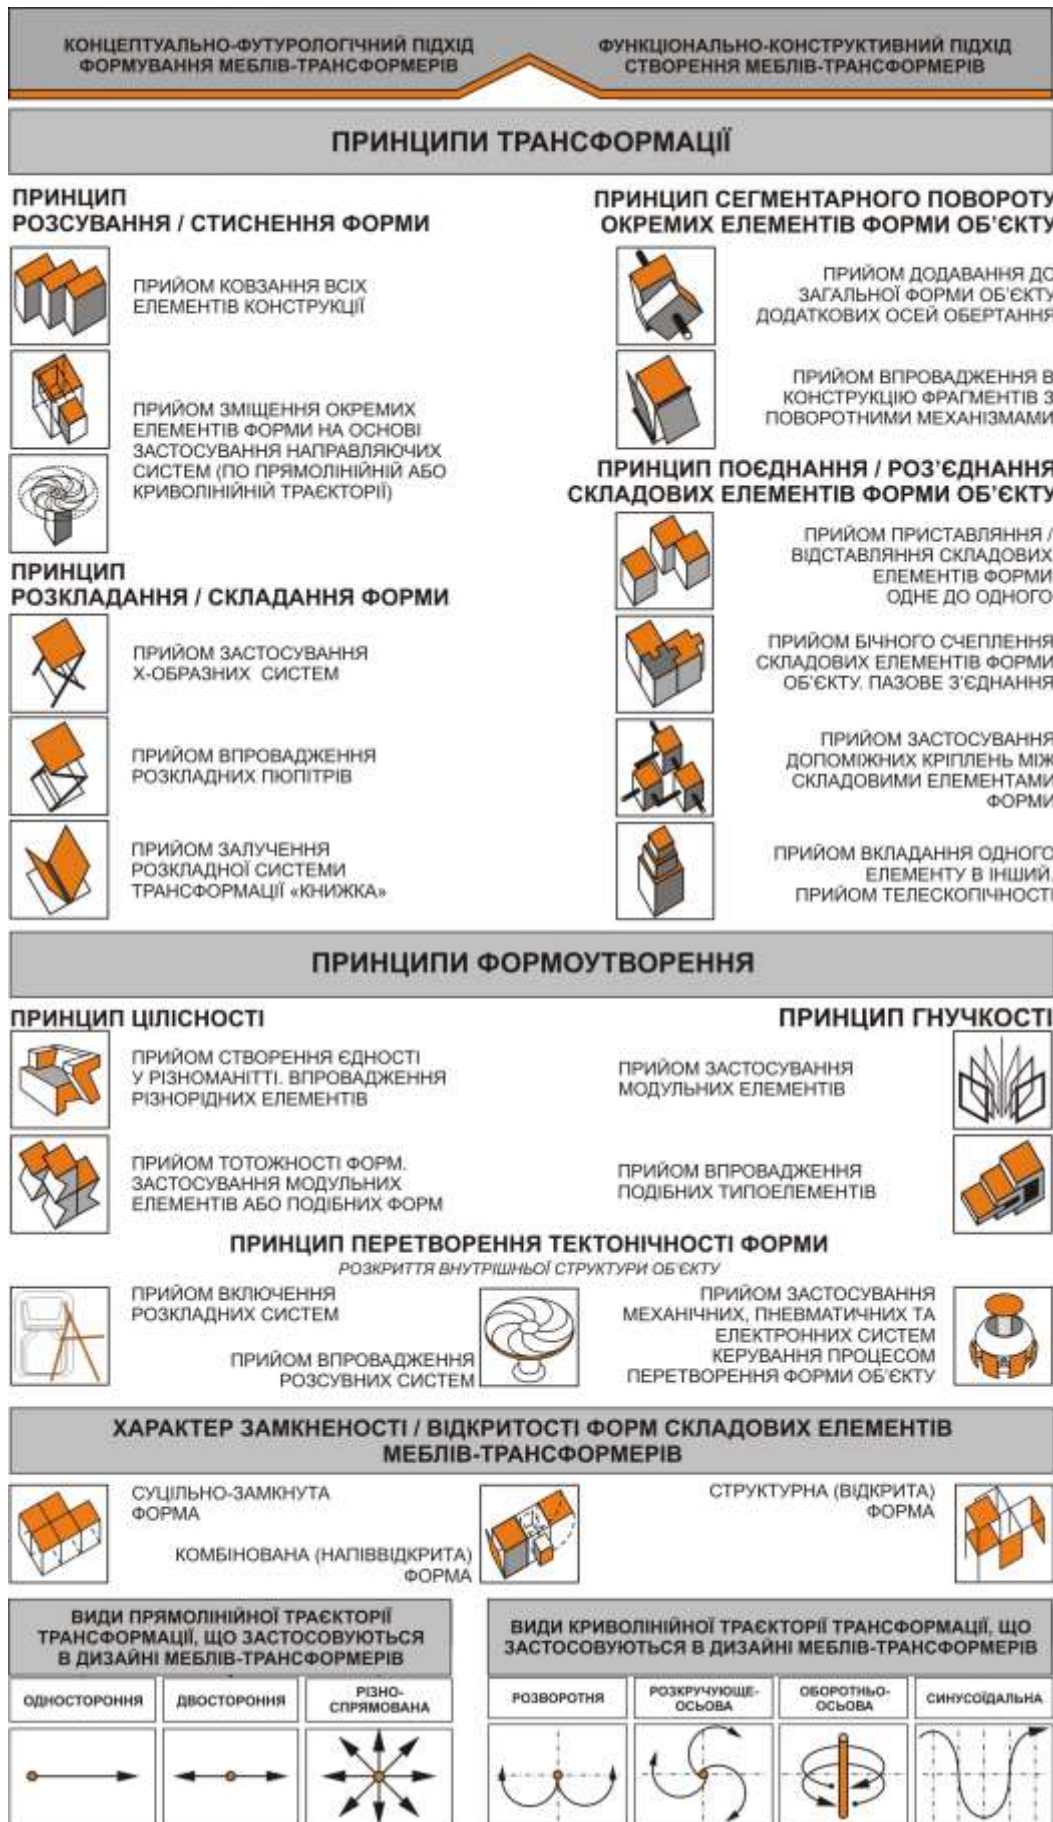 КОНЦЕПТУАЛЬНО-ФУТУРОЛОГІЧНИЙ ПІДХІД
ФОРМУВАННЯ МЕБЛІВ-ТРАНСФОРМЕРІВ
ФУНКЦІОНАЛЬНО-КОНСТРУКТИВНИЙ ПІДХІД
СТВОРЕННЯ МЕБЛІВ-ТРАНСФОРМЕРІВ
ПРИНЦИПИ ТРАНСФОРМАЦІЇ
ПРИНЦИП
РОЗСУВАННЯ / СТИСНЕННЯ ФОРМИ
ПРИЙОМ КОВЗАННЯ ВСІХ
ЕЛЕМЕНТІВ КОНСТРУКЦІЇ
ПРИЙОМ ЗМІЩЕННЯ ОКРЕМИХ
ЕЛЕМЕНТІВ ФОРМИ НА ОСНОВІ
ЗАСТОСУВАННЯ НАПРАВЛЯЮЧИХ
СИСТЕМ (ПО ПРЯМОЛІНІЙНІЙ АБО
КРИВОЛІНІЙНІЙ ТРАЄКТОРІЇ)
ПРИНЦИП
РОЗКЛАДАННЯ / СКЛАДАННЯ ФОРМИ
ПРИЙОМ ЗАСТОСУВАННЯ
Х-ОБРАЗНИХ СИСТЕМ
ПРИЙОМ ВПРОВАДЖЕННЯ
РОЗКЛАДНИХ ПЮПІТРІВ
ПРИЙОМ ЗАЛУЧЕННЯ
РОЗКЛАДНОЇ СИСТЕМИ
ТРАНСФОРМАЦІЇ «КНИЖКА»
ПРИНЦИП СЕГМЕНТАРНОГО ПОВОРОТУ
ОКРЕМИХ ЕЛЕМЕНТІВ ФОРМИ ОБ'ЄКТУ
ПРИЙОМ ДОДАВАННЯ ДО
ЗАГАЛЬНОЇ ФОРМИ ОБ'ЄКТУ
ДОДАТКОВИХ ОСЕЙ ОБЕРТАННЯ
ПРИЙОМ ВПРОВАДЖЕННЯ В
КОНСТРУКЦІЮ ФРАГМЕНТІВ З
ПОВОРОТНИМИ МЕХАНІЗМАМИ
ПРИНЦИП ПОЄДНАННЯ / РОЗ'ЄДНАННЯ
СКЛАДОВИХ ЕЛЕМЕНТІВ ФОРМИ ОБ'ЄКТУ
ПРИЙОМ ПРИСТАВЛЯННЯ /
ВІДСТАВЛЯННЯ СКЛАДОВИХ
ЕЛЕМЕНТІВ ФОРМИ
ОДНЕ ДО ОДНОГО
ПРИЙОМ БІЧНОГО СЧЕПЛЕННЯ
СКЛАДОВИХ ЕЛЕМЕНТІВ ФОРМИ
ОБ'ЄКТУ. ПАЗОВЕ З'ЄДНАННЯ
ПРИЙОМ ЗАСТОСУВАННЯ
ДОПОМІЖНИХ КРІПЛЕНЬ МІЖ
СКЛАДОВИМИ ЕЛЕМЕНТАМИ
ФОРМИ
ПРИЙОМ ВКЛАДАННЯ ОДНОГО
ЕЛЕМЕНТУ В ІНШИЙ.
ПРИЙОМ ТЕЛЕСКОПІЧНОСТІ
ПРИНЦИПИ ФОРМОУТВОРЕННЯ
ПРИНЦИП ЦІЛІСНОСТІ
ПРИЙОМ СТВОРЕННЯ ЄДНОСТІ
У РІЗНОМАНІТТІ. ВПРОВАДЖЕННЯ
РІЗНОРІДНИХ ЕЛЕМЕНТІВ
ПРИЙОМ ТОТОЖНОСТІ ФОРМ.
ЗАСТОСУВАННЯ МОДУЛЬНИХ
ЕЛЕМЕНТІВ АБО ПОДІБНИХ ФОРМ
ПРИНЦИП ГНУЧКОСТІ
ПРИЙОМ ЗАСТОСУВАННЯ
МОДУЛЬНИХ ЕЛЕМЕНТІВ
ПРИЙОМ ВПРОВАДЖЕННЯ
ПОДІБНИХ ТИПОЕЛЕМЕНТІВ
ПРИНЦИП ПЕРЕТВОРЕННЯ ТЕКТОНІЧНОСТІ ФОРМИ
РОЗКРИТТЯ ВНУТРІШНЬОЇ СТРУКТУРИ ОБ'ЄКТУ
ПРИЙОМ ВКЛЮЧЕННЯ
РОЗКЛАДНИХ СИСТЕМ
ПРИЙОМ ВПРОВАДЖЕННЯ
РОЗСУВНИХ СИСТЕМ
ПРИЙОМ ЗАСТОСУВАННЯ
МЕХАНІЧНИХ, ПНЕВМАТИЧНИХ ТА
ЕЛЕКТРОННИХ СИСТЕМ
КЕРУВАННЯ ПРОЦЕСОМ
ПЕРЕТВОРЕННЯ ФОРМИ ОБ'ЄКТУ
ХАРАКТЕР ЗАМКНЕНОСТІ / ВІДКРИТОСТІ ФОРМ СКЛАДОВИХ ЕЛЕМЕНТІВ
МЕБЛІВ-ТРАНСФОРМЕРІВ
СУЦІЛЬНО-ЗАМКНУТА
ФОРМА
КОМБІНОВАНА (НАПІВВІДКРИТА)
ФОРМА
СТРУКТУРНА (ВІДКРИТА)
ФОРМА
ВИДИ ПРЯМОЛІНІЙНОЇ ТРАЄКТОРІЇ
ТРАНСФОРМАЦІЇ, ЩО ЗАСТОСОВУЮТЬСЯ
В ДИЗАЙНІ МЕБЛІВ-ТРАНСФОРМЕРІВ
ОДНОСТОРОННЯ
ДВОСТОРОННЯ
РІЗНО-
СПРЯМОВАНА
ВИДИ КРИВОЛІНІЙНОЇ ТРАЄКТОРІЇ ТРАНСФОРМАЦІЇ, ЩО
ЗАСТОСОВУЮТЬСЯ В ДИЗАЙНІ МЕБЛІВ-ТРАНСФОРМЕРІВ
РОЗВОРОТНЯ
РОЗКРУЧУЮЩЕ-
ОСЬОВА
ОБОРОТНЬО-
ОСЬОВА
СИНУСОЇДАЛЬНА